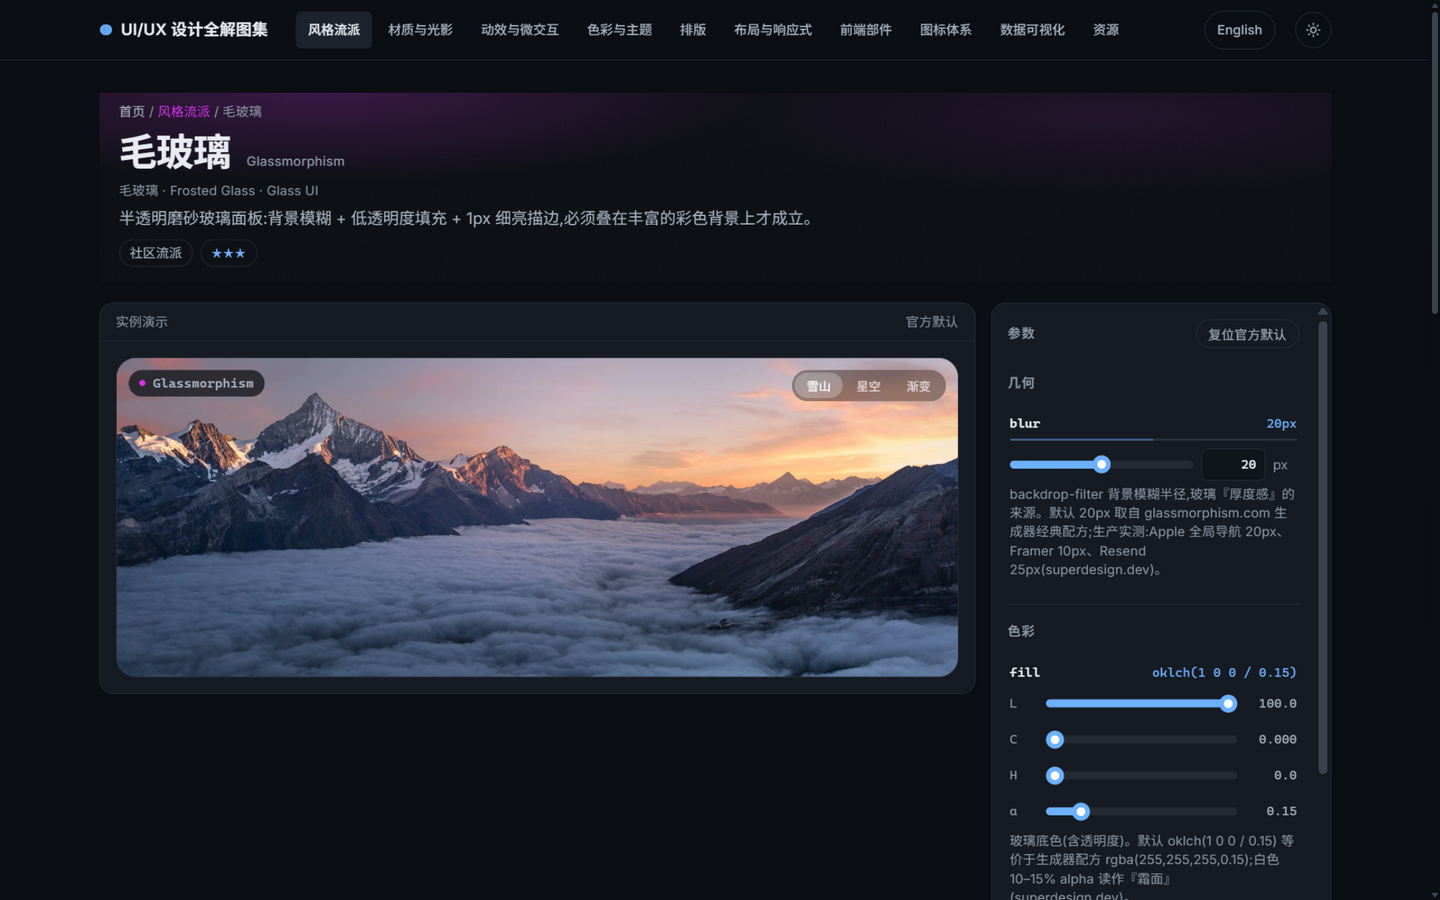 UI/UX 设计全解图集
风格流派
材质与光影
动效与微交互
色彩与主题
排版
布局与响应式
前端部件
图标体系
数据可视化
资源
English
首页 / 风格流派 / 毛玻璃
毛玻璃 Glassmorphism
毛玻璃 · Frosted Glass · Glass UI
半透明磨砂玻璃面板:背景模糊 + 低透明度填充 + 1px 细亮描边,必须叠在丰富的彩色背景上才成立。
社区流派
★★★
实例演示
官方默认
Glassmorphism
雪山
星空
渐变
参数
复位官方默认
几何
blur
20px
20 px
backdrop-filter 背景模糊半径,玻璃『厚度感』的
来源。默认 20px 取自 glassmorphism.com 生
成器经典配方;生产实测:Apple 全局导航 20px、
Framer 10px、Resend
25px(superdesign.dev)。
色彩
fill
oklch(1 0 0 / 0.15)
L 100.0
C 0.000
H 0.0
α 0.15
玻璃底色(含透明度)。默认 oklch(1 0 0 / 0.15) 等
价于生成器配方 rgba(255,255,255,0.15);白色
10–15% alpha 读作『霜面』
(superdesign.dev)。